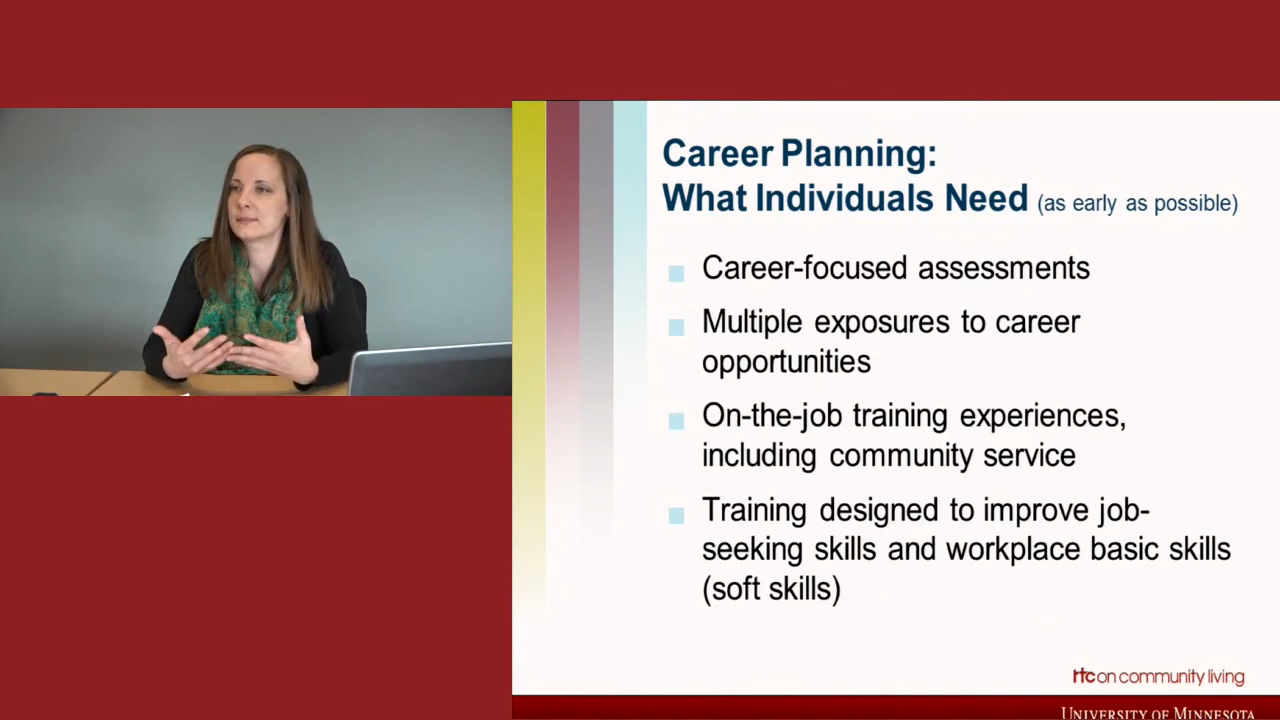 Career Planning:
What Individuals Need (as early as possible)
Career-focused assessments
Multiple exposures to career
opportunities
On-the-job training experiences,
including community service
Training designed to improve job-
seeking skills and workplace basic skills
(soft skills)
rtc on community living
UNIVERSITY OF MINNESOTA